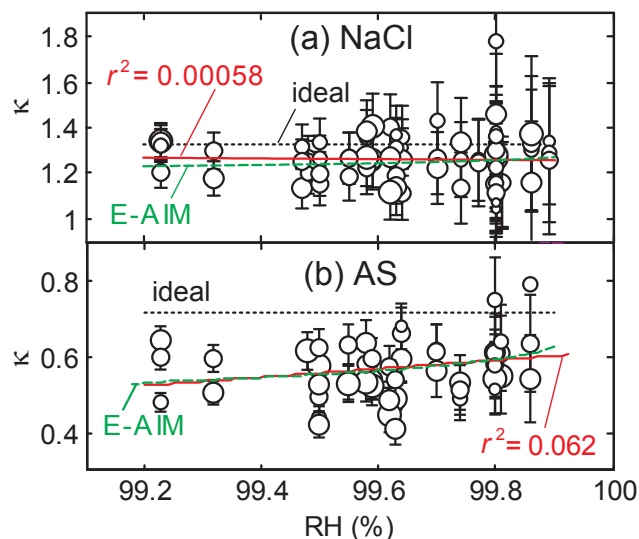 1.8
(a) NaCl
r² = 0.00058
1.6
ideal
κ
1.4
1.2
E-AIM
1
(b) AS
0.8
ideal
κ
0.6
E-AIM
0.4
r² = 0.062
99.2
99.4
99.6
99.8
100
RH (%)